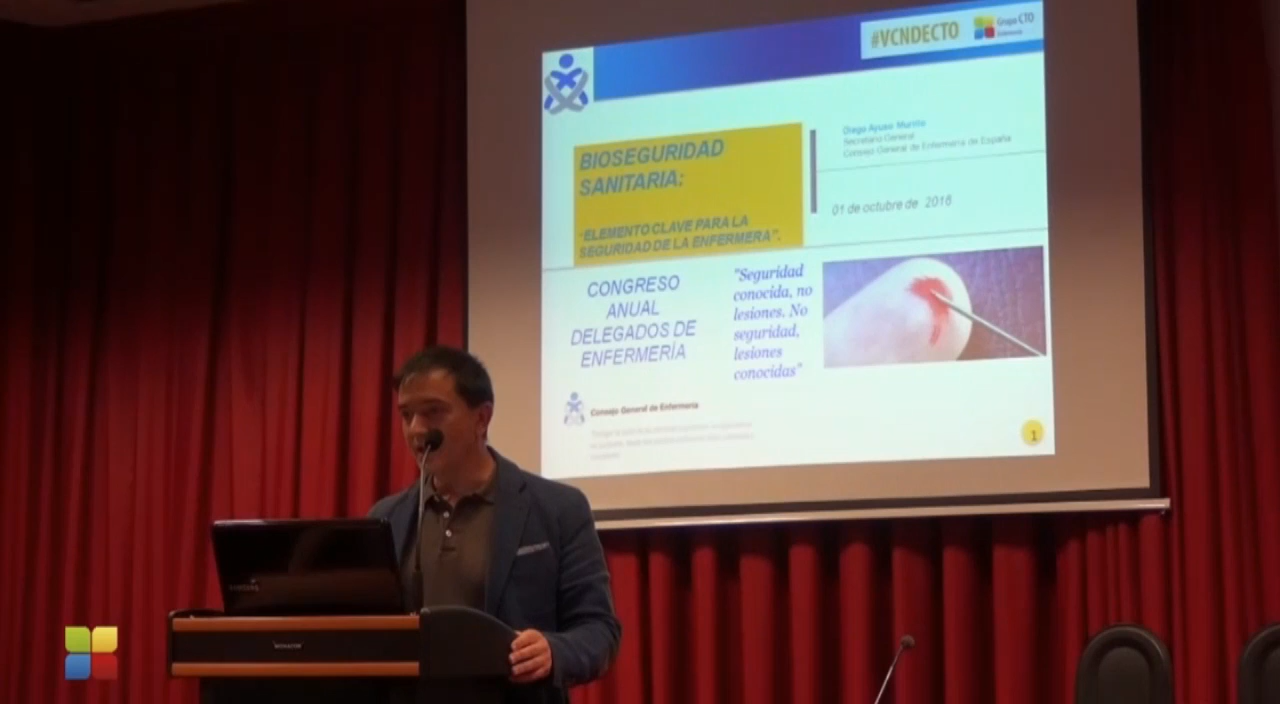 #VCNDECTO
Grupo CTO
BIOSEGURIDAD
SANITARIA:
"ELEMENTO CLAVE PARA LA
SEGURIDAD DE LA ENFERMERA".
Diego Ayuso Murillo
Secretario General
Consejo General de Enfermería de España
01 de octubre de 2016
CONGRESO
ANUAL
DELEGADOS DE
ENFERMERÍA
"Seguridad
conocida, no
lesiones. No
seguridad,
lesiones
conocidas"
Consejo General de Enfermería
1